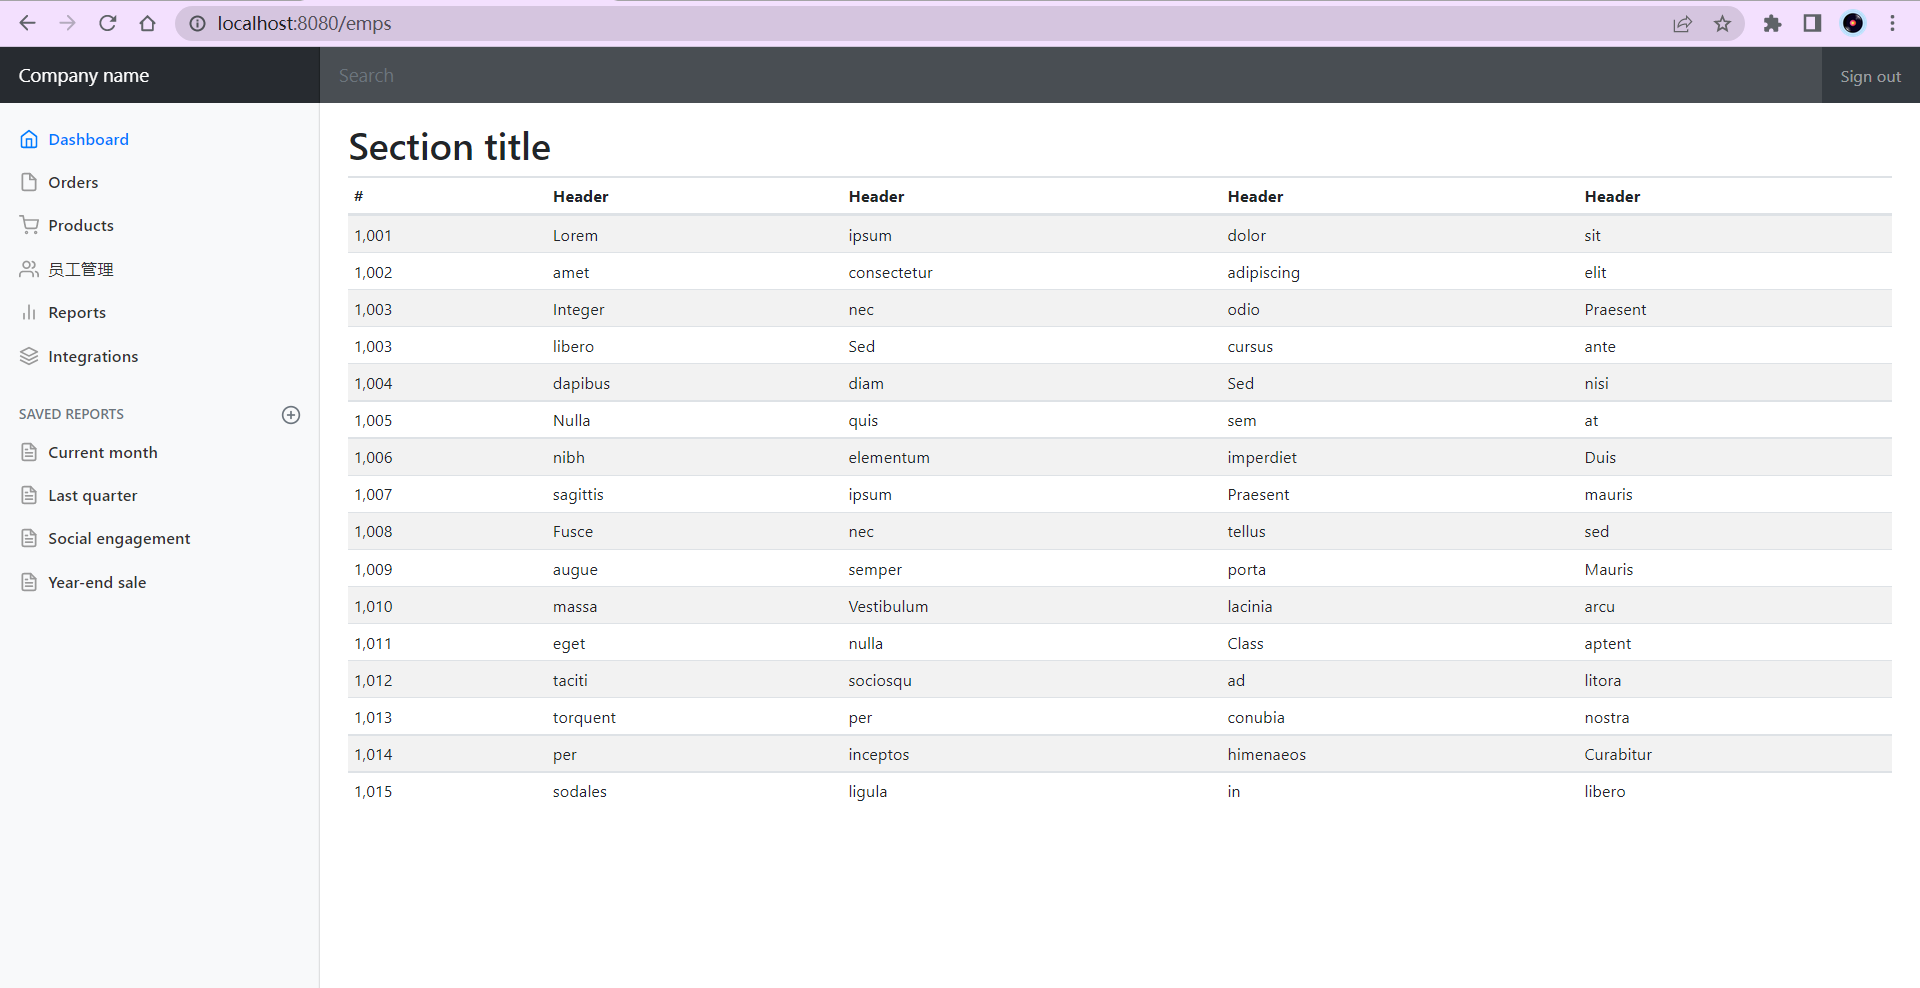 localhost:8080/emps
Company name
Search
Sign out
Dashboard
Orders
Products
员工管理
Reports
Integrations
SAVED REPORTS
Current month
Last quarter
Social engagement
Year-end sale
Section title
# Header Header Header Header
1,001 Lorem ipsum dolor sit
1,002 amet consectetur adipiscing elit
1,003 Integer nec odio Praesent
1,003 libero Sed cursus ante
1,004 dapibus diam Sed nisi
1,005 Nulla quis sem at
1,006 nibh elementum imperdiet Duis
1,007 sagittis ipsum Praesent mauris
1,008 Fusce nec tellus sed
1,009 augue semper porta Mauris
1,010 massa Vestibulum lacinia arcu
1,011 eget nulla Class aptent
1,012 taciti sociosqu ad litora
1,013 torquent per conubia nostra
1,014 per inceptos himenaeos Curabitur
1,015 sodales ligula in libero